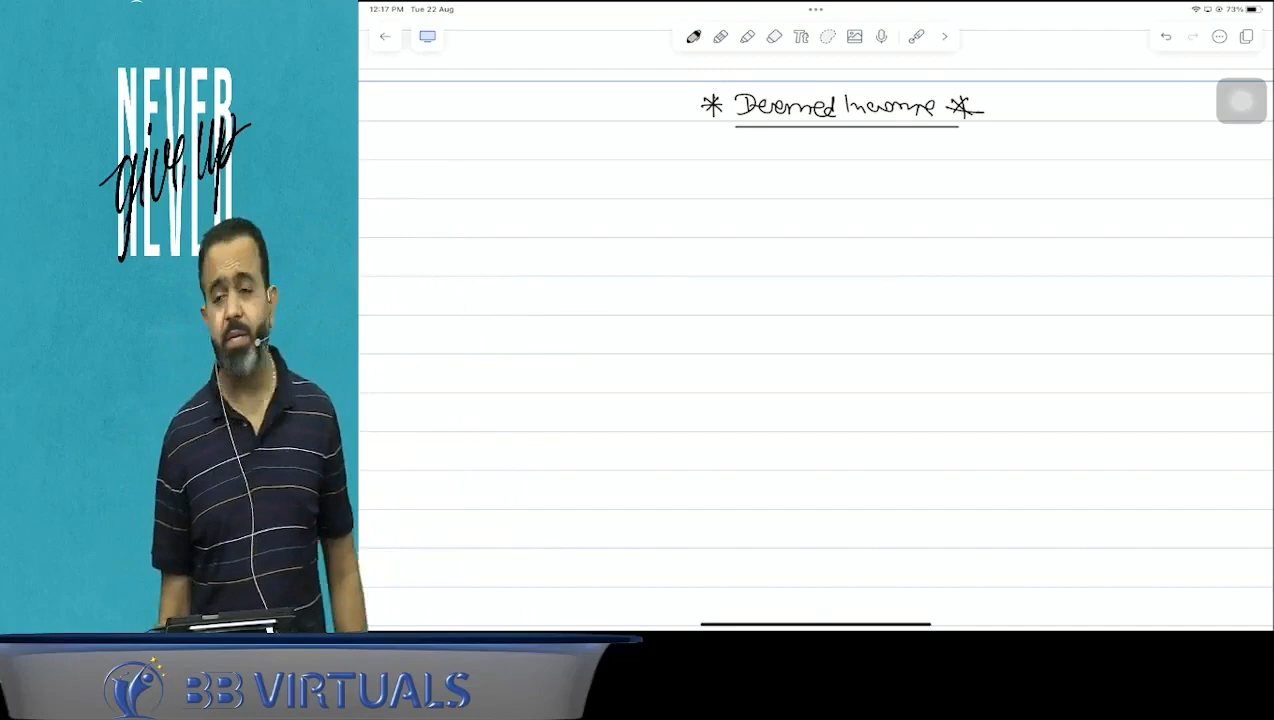 NEVER
give up
NEVER
12:17 PM Tue 22 Aug
73%
* Deemed Income *
BB VIRTUALS